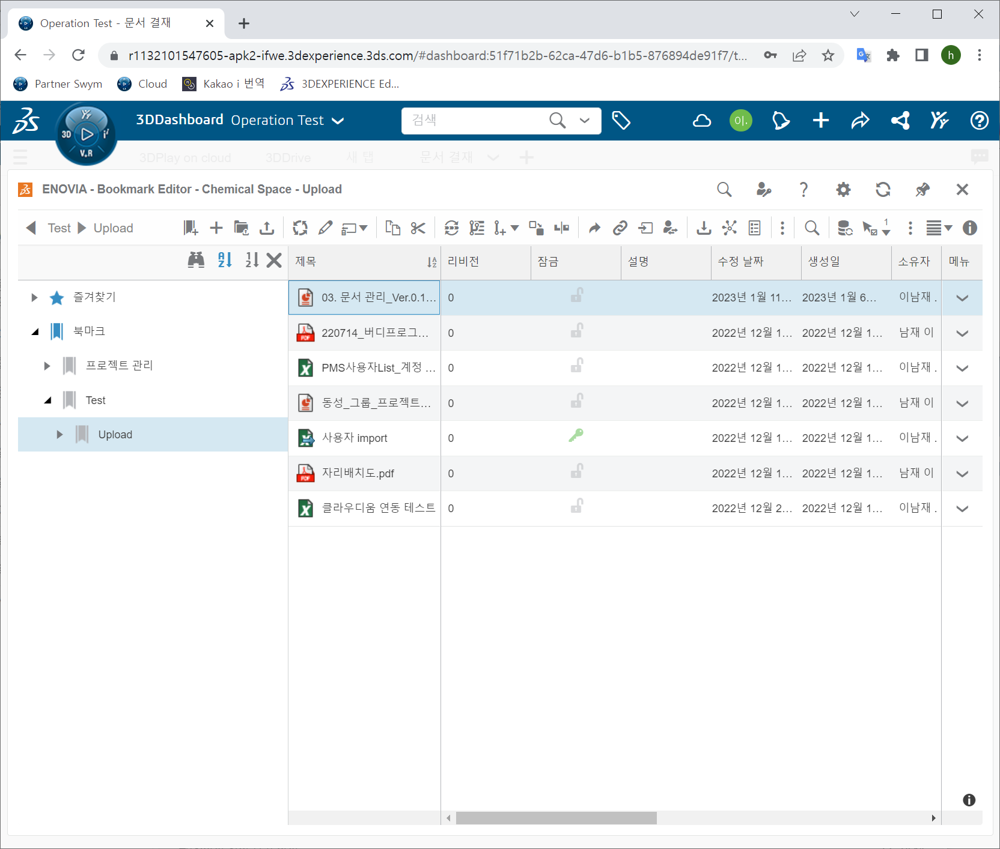 Operation Test - 문서 결재
r1132101547605-apk2-ifwe.3dexperience.3ds.com/#dashboard:51f71b2b-62ca-47d6-b1b5-876894de91f7/t...
h
Partner Swym
Cloud
Kakao i 번역
3DEXPERIENCE Ed...
3D
V.R
3DDashboard Operation Test
검색
이.
3DPlay on cloud
3DDrive
새 탭
문서 결재
ENOVIA - Bookmark Editor - Chemical Space - Upload
Test
Upload
1
제목
리비전
잠금
설명
수정 날짜
생성일
소유자
메뉴
즐겨찾기
북마크
프로젝트 관리
Test
Upload
03. 문서 관리_Ver.0.1... 0 2023년 1월 11... 2023년 1월 6... 이남재 .
220714_버디프로그... 0 2022년 12월 1... 2022년 12월 1... 남재 이
PMS사용자List_계정 ... 0 2022년 12월 1... 2022년 12월 1... 이남재 .
동성_그룹_프로젝트... 0 2022년 12월 1... 2022년 12월 1... 남재 이
사용자 import 0 2022년 12월 1... 2022년 12월 1... 이남재 .
자리배치도.pdf 0 2022년 12월 1... 2022년 12월 1... 남재 이
클라우디움 연동 테스트 0 2022년 12월 2... 2022년 12월 1... 이남재 .